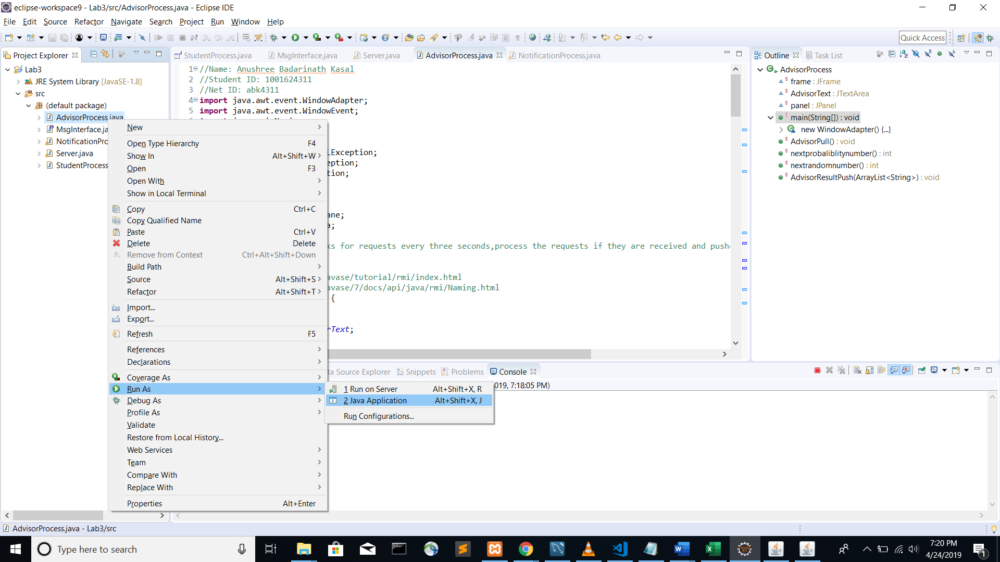 eclipse-workspace9 - Lab3/src/AdvisorProcess.java - Eclipse IDE
File Edit Source Refactor Navigate Search Project Run Window Help
Quick Access
Project Explorer
Lab3
JRE System Library [JavaSE-1.8]
src
(default package)
AdvisorProcess.java
MsgInterface.ja
NotificationPro
Server.java
StudentProcess
StudentProcess.java MsgInterface.java Server.java AdvisorProcess.java NotificationProcess.java
1 //Name: Anushree Badarinath Kasal
2 //Student ID: 1001624311
3 //Net ID: abk4311
4 import java.awt.event.WindowAdapter;
5 import java.awt.event.WindowEvent;
lException;
eption;
tion;
ane;
a;
ks for requests every three seconds,process the requests if they are received and push
avase/tutorial/rmi/index.html
avase/7/docs/api/java/rmi/Naming.html
{
rText;
New
Open Type Hierarchy F4
Show In Alt+Shift+W
Open F3
Open With
Show in Local Terminal
Copy Ctrl+C
Copy Qualified Name
Paste Ctrl+V
Delete Delete
Remove from Context Ctrl+Alt+Shift+Down
Build Path
Source Alt+Shift+S
Refactor Alt+Shift+T
Import...
Export...
Refresh F5
References
Declarations
Coverage As
Run As
Debug As
Profile As
Validate
Restore from Local History...
Web Services
Team
Compare With
Replace With
Properties Alt+Enter
1 Run on Server Alt+Shift+X, R
2 Java Application Alt+Shift+X, J
Run Configurations...
Outline Task List
AdvisorProcess
frame : JFrame
AdvisorText : JTextArea
panel : JPanel
main(String[]) : void
new WindowAdapter() {...}
AdvisorPull() : void
nextprobaliblitynumber() : int
nextrandomnumber() : int
AdvisorResultPush(ArrayList<String>) : void
ta Source Explorer Snippets Problems Console
019, 7:18:05 PM)
AdvisorProcess.java - Lab3/src
Type here to search
7:20 PM
4/24/2019
1